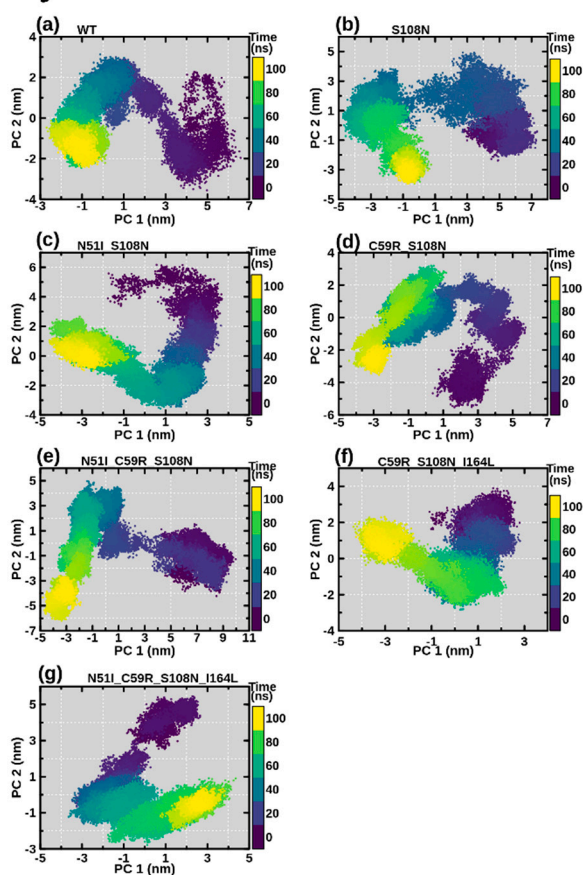 (a) WT Time (ns)
PC 2 (nm)
4
2
0
-2
-4
-3 -1 1 3 5 7
PC 1 (nm)
100
80
60
40
20
0
(b) S108N Time (ns)
PC 2 (nm)
5
3
1
-1
-3
-5
-5 -3 -1 1 3 5 7
PC 1 (nm)
100
80
60
40
20
0
(c) N51I_S108N Time (ns)
PC 2 (nm)
6
4
2
0
-2
-4
-5 -3 -1 1 3 5
PC 1 (nm)
100
80
60
40
20
0
(d) C59R_S108N Time (ns)
PC 2 (nm)
4
2
0
-2
-4
-6
-5 -3 -1 1 3 5 7
PC 1 (nm)
100
80
60
40
20
0
(e) N51I_C59R_S108N Time (ns)
PC 2 (nm)
5
3
1
-1
-3
-5
-7
-5 -3 -1 1 3 5 7 9 11
PC 1 (nm)
100
80
60
40
20
0
(f) C59R_S108N_I164L Time (ns)
PC 2 (nm)
4
2
0
-2
-4
-5 -3 -1 1 3
PC 1 (nm)
100
80
60
40
20
0
(g) N51I_C59R_S108N_I164L Time (ns)
PC 2 (nm)
5
3
1
-1
-3
-5 -3 -1 1 3 5
PC 1 (nm)
100
80
60
40
20
0